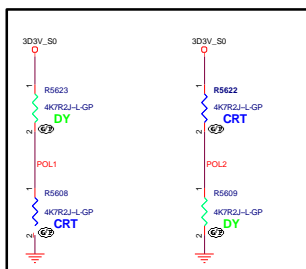 3D3V_S0
3D3V_S0
1
R5623
4K7R2J-L-GP
DY
2
1
R5622
4K7R2J-L-GP
CRT
2
POL1
POL2
1
R5608
4K7R2J-L-GP
CRT
2
1
R5609
4K7R2J-L-GP
DY
2